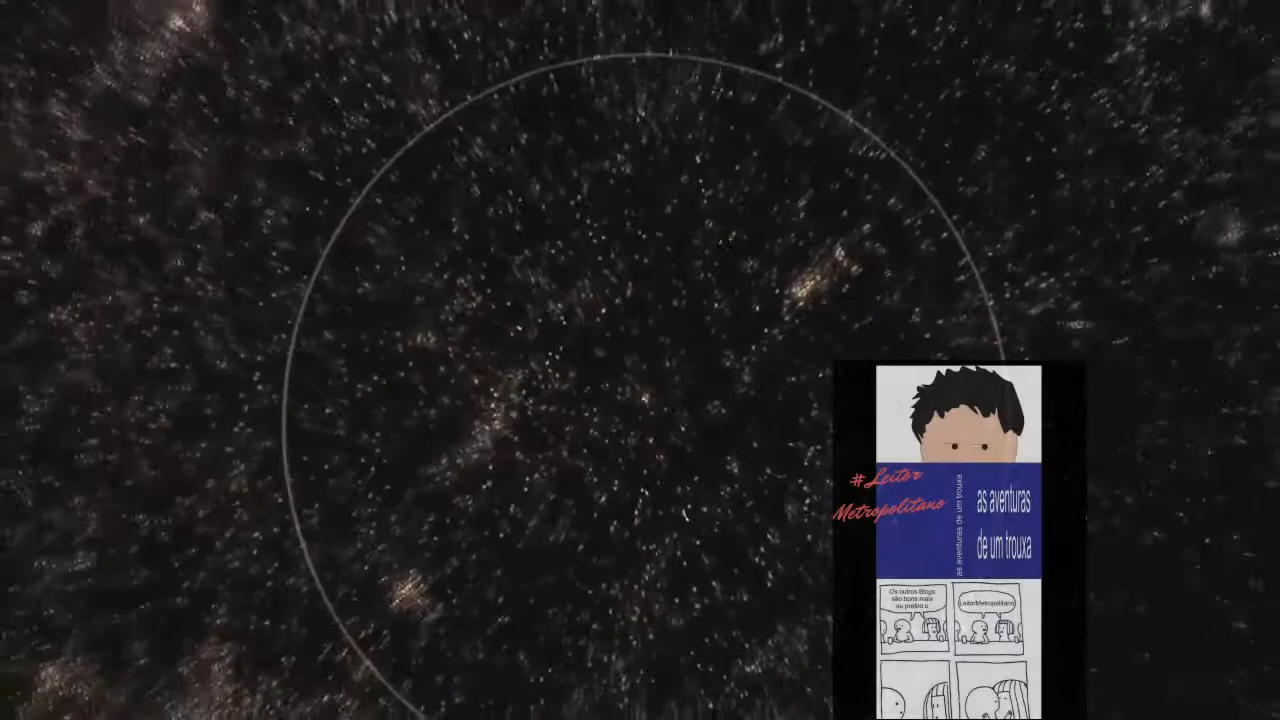 # Leitor
Metropolitano
as aventuras de um trouxa
as aventuras
de um trouxa
Os outros Blogs
são bons mais
eu prefiro o
LeitorMetropolitano